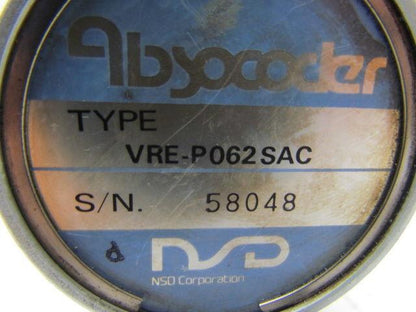 Absocoder
TYPE
VRE-P062SAC
S/N. 58048
NSD
NSD Corporation